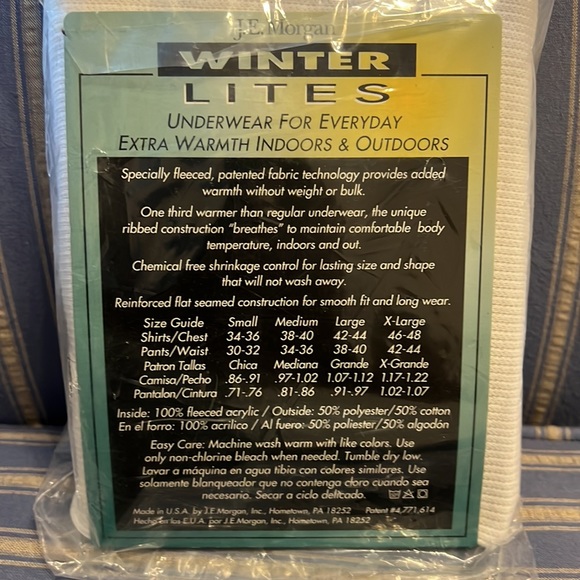 J.E. Morgan
WINTER
LITES
UNDERWEAR FOR EVERYDAY
EXTRA WARMTH INDOORS & OUTDOORS
Specially fleeced, patented fabric technology provides added
warmth without weight or bulk.
One third warmer than regular underwear, the unique
ribbed construction "breathes" to maintain comfortable body
temperature, indoors and out.
Chemical free shrinkage control for lasting size and shape
that will not wash away.
Reinforced flat seamed construction for smooth fit and long wear.
Size Guide Small Medium Large X-Large
Shirts/Chest 34-36 38-40 42-44 46-48
Pants/Waist 30-32 34-36 38-40 42-44
Patron Tallas Chica Mediana Grande X-Grande
Camisa/Pecho .86-.91 .97-1.02 1.07-1.12 1.17-1.22
Pantalon/Cintura .71-.76 .81-.86 .91-.97 1.02-1.07
Inside: 100% fleeced acrylic / Outside: 50% polyester/50% cotton
En el forro: 100% acrilico / Al fuero: 50% poliester/50% algodón
Easy Care: Machine wash warm with like colors. Use
only non-chlorine bleach when needed. Tumble dry low.
Lavar a máquina en agua tibia con colores similares. Use
solamente blanqueador que no contenga cloro cuando sea
necesario. Secar a ciclo delicado.
Made in U.S.A. by J.E.Morgan, Inc., Hometown, PA 18252 Patent #4,771,614
Hecho en los E.U.A. por J.E.Morgan, Inc., Hometown, PA 18252